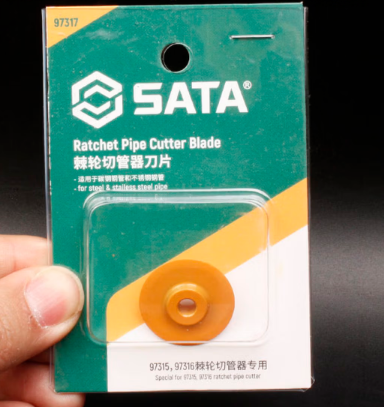 97317
SATA®
Ratchet Pipe Cutter Blade
棘轮切管器刀片
- 适用于碳钢钢管和不锈钢管
- for steel & stailess steel pipe
97315, 97316棘轮切管器专用
Special for 97315, 97316 ratchet pipe cutter